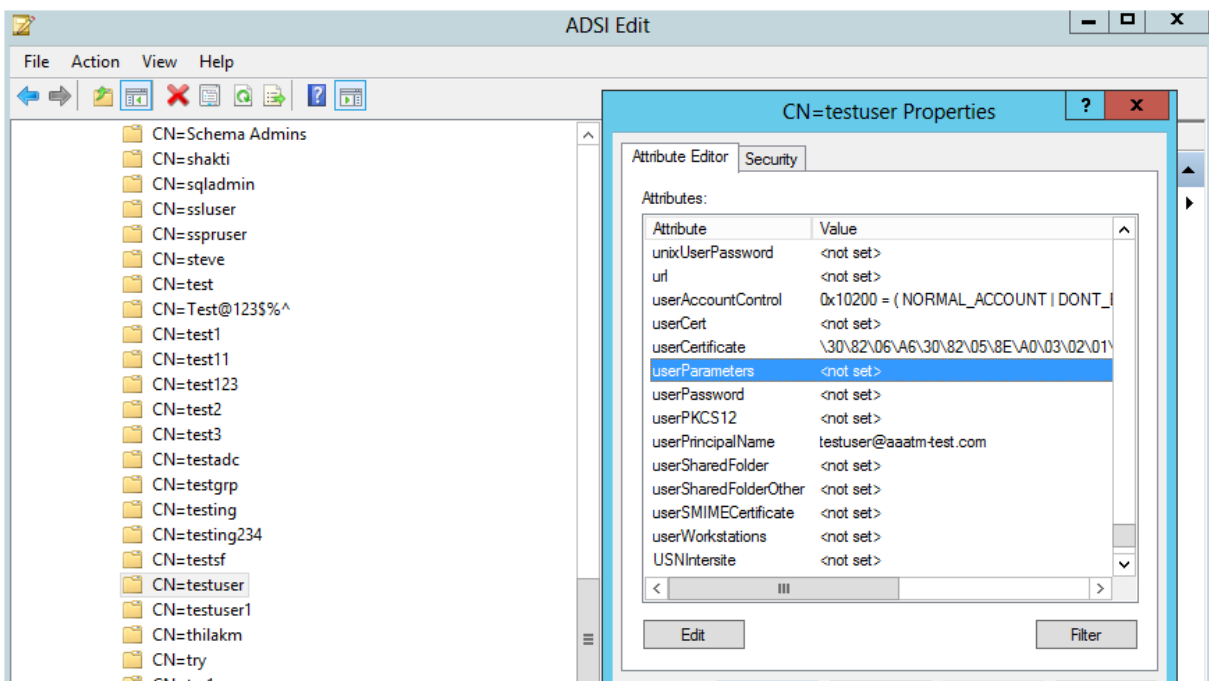 ADSI Edit
File Action View Help
CN=Schema Admins
CN=shakti
CN=sqladmin
CN=ssluser
CN=sspruser
CN=steve
CN=test
CN=Test@123$%^
CN=test1
CN=test11
CN=test123
CN=test2
CN=test3
CN=testadc
CN=testgrp
CN=testing
CN=testing234
CN=testsf
CN=testuser
CN=testuser1
CN=thilakm
CN=try
CN=testuser Properties
Attribute Editor Security
Attributes:
Attribute Value
unixUserPassword <not set>
url <not set>
userAccountControl 0x10200 = ( NORMAL_ACCOUNT | DONT_
userCert <not set>
userCertificate \30\82\06\A6\30\82\05\8E\A0\03\02\01\
userParameters <not set>
userPassword <not set>
userPKCS12 <not set>
userPrincipalName testuser@aaatm-test.com
userSharedFolder <not set>
userSharedFolderOther <not set>
userSMIMECertificate <not set>
userWorkstations <not set>
USNIntersite <not set>
Edit Filter